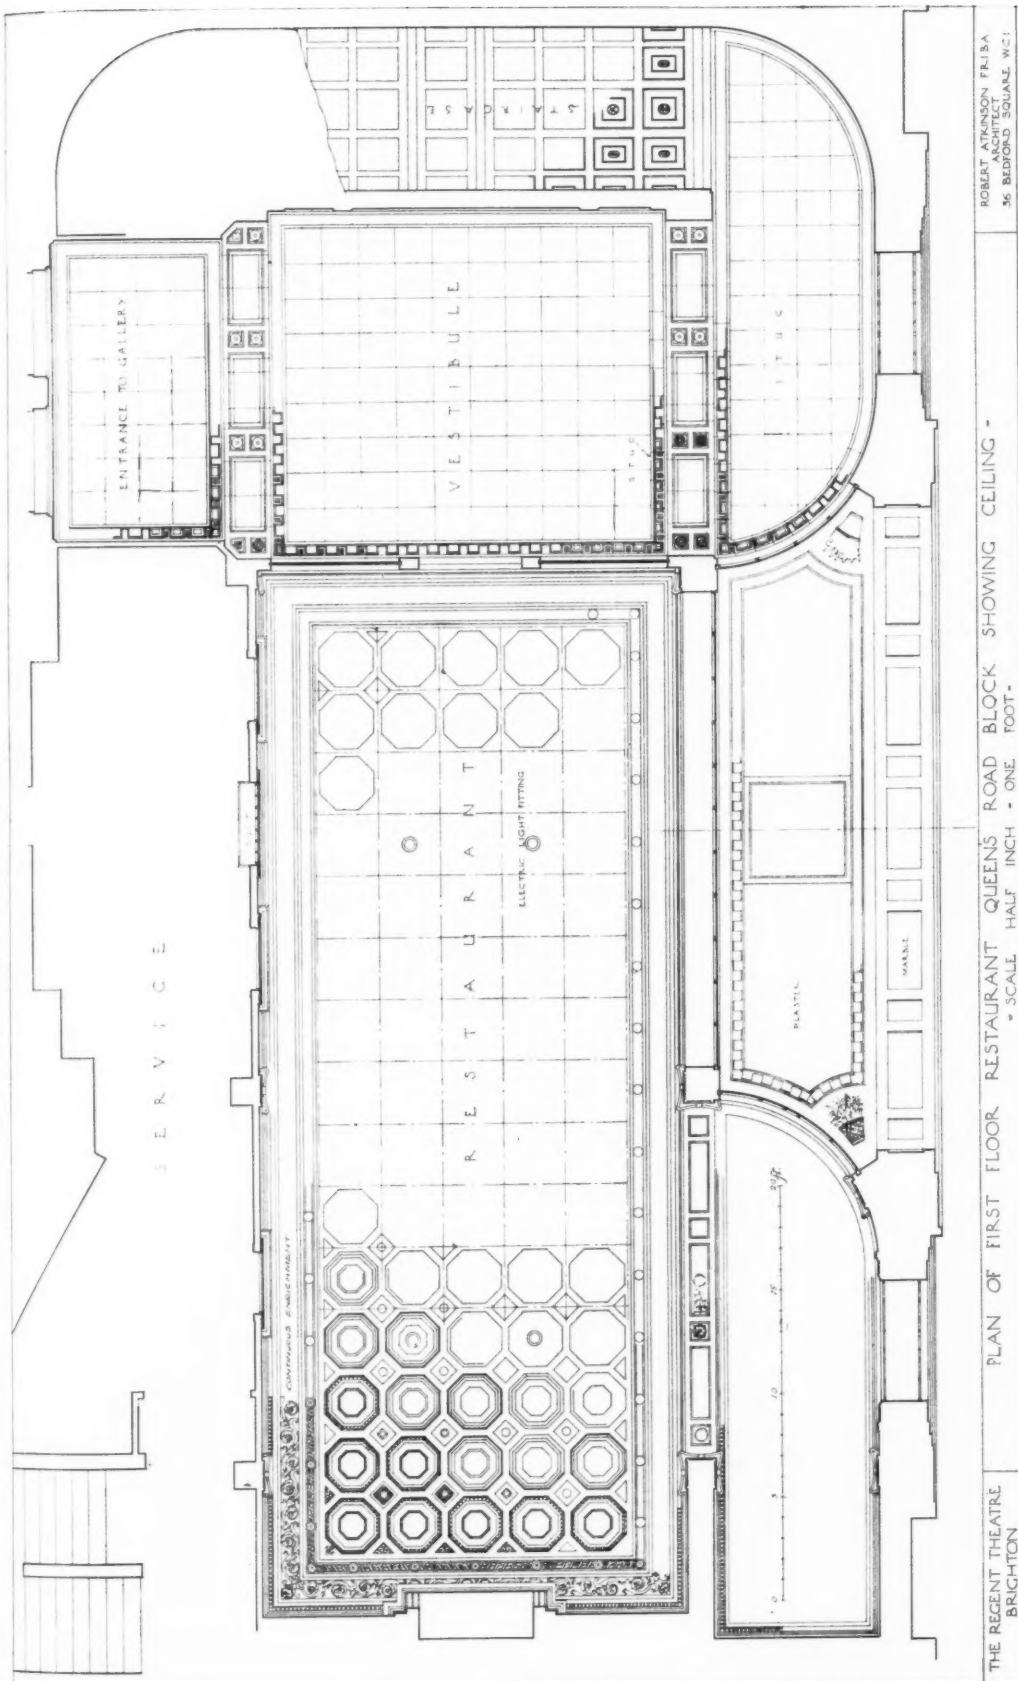 SERVICE
ENTRANCE TO GALLERY
VESTIBULE
STUC
STAIRCASE
STUC
CONTINUOUS ENRICHMENT
RESTAURANT
ELECTRIC LIGHT FITTING
PLASTER
MARBLE
0 5 10 15 20 ft.
THE REGENT THEATRE
BRIGHTON
PLAN OF FIRST FLOOR RESTAURANT QUEENS ROAD BLOCK SHOWING CEILING -
- SCALE HALF INCH - ONE FOOT -
ROBERT ATKINSON FRIBA
ARCHITECT
36 BEDFORD SQUARE WC1